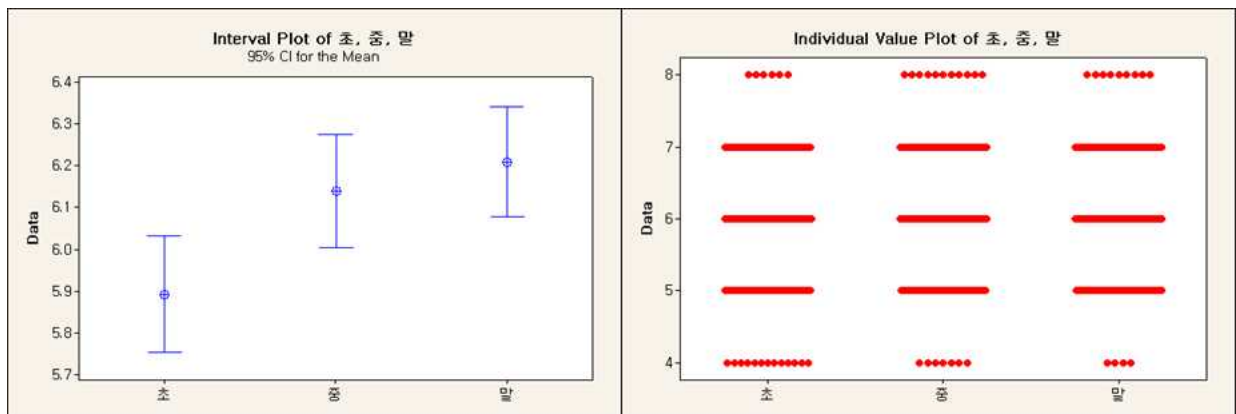 Interval Plot of 초, 중, 말
95% CI for the Mean
6.4
6.3
6.2
6.1
6.0
5.9
5.8
5.7
Data
초
중
말
Individual Value Plot of 초, 중, 말
8
7
6
5
4
Data
초
중
말